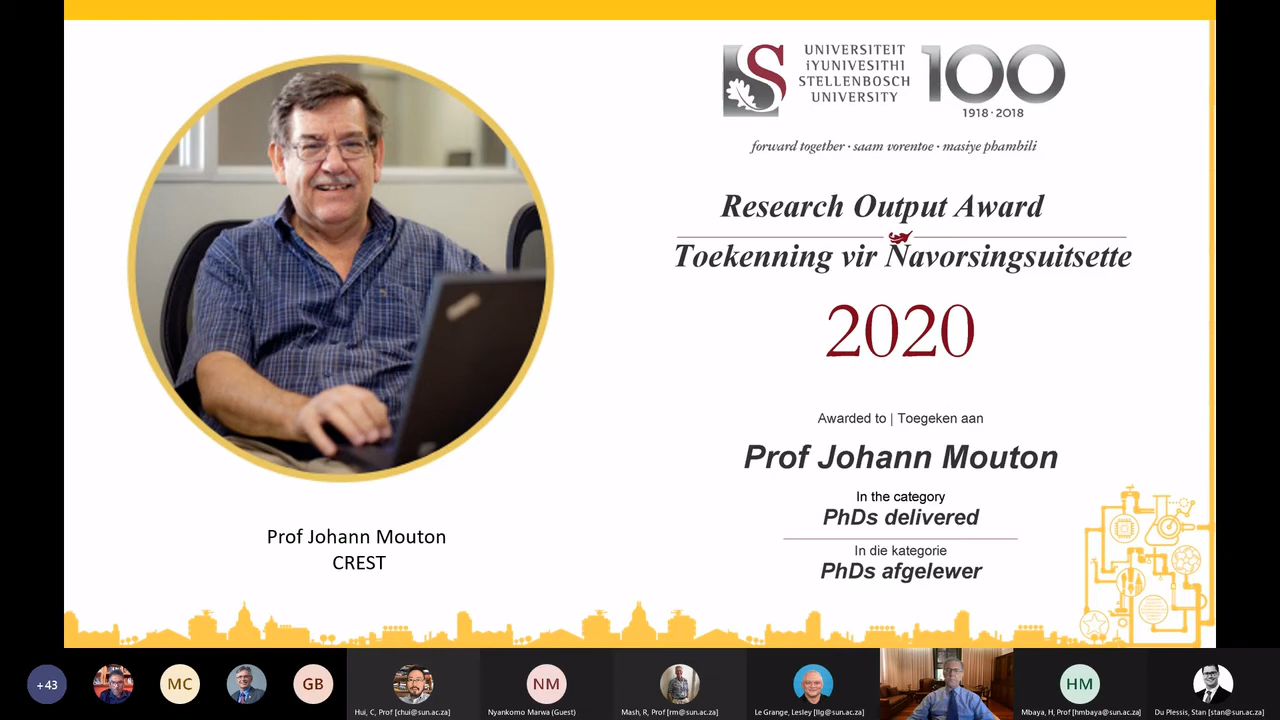 UNIVERSITEIT
iYUNIVESITHI
STELLENBOSCH
UNIVERSITY
100
1918 · 2018
forward together · saam vorentoe · masiye phambili
Research Output Award
Toekenning vir Navorsingsuitsette
2020
Awarded to | Toegeken aan
Prof Johann Mouton
In the category
PhDs delivered
In die kategorie
PhDs afgelewer
Prof Johann Mouton
CREST
+43
MC
GB
NM
HM
Hui, C, Prof [chui@sun.ac.za]
Nyankomo Marwa (Guest)
Mash, R, Prof [rm@sun.ac.za]
Le Grange, Lesley [llg@sun.ac.za]
Mbaya, H, Prof [hmbaya@sun.ac.za]
Du Plessis, Stan [stan@sun.ac.za]